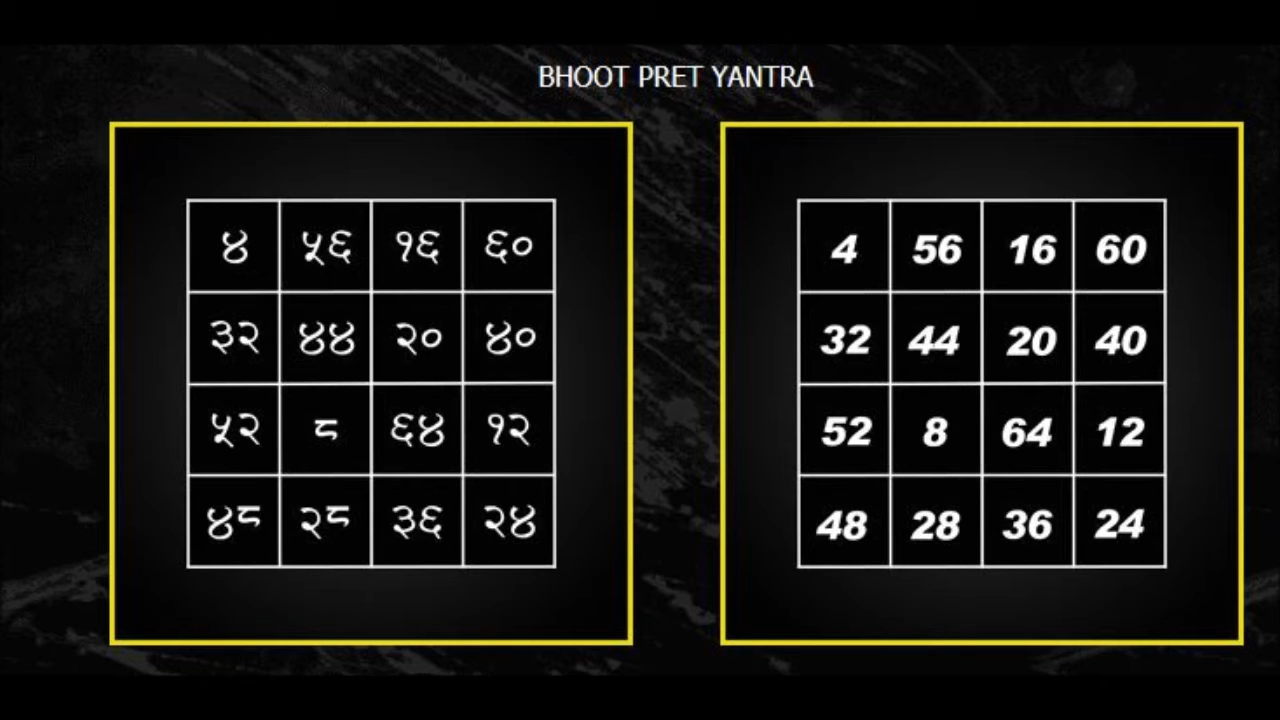 BHOOT PRET YANTRA
४ ५६ १६ ६०
३२ ४४ २० ४०
५२ ८ ६४ १२
४८ २८ ३६ २४
4 56 16 60
32 44 20 40
52 8 64 12
48 28 36 24